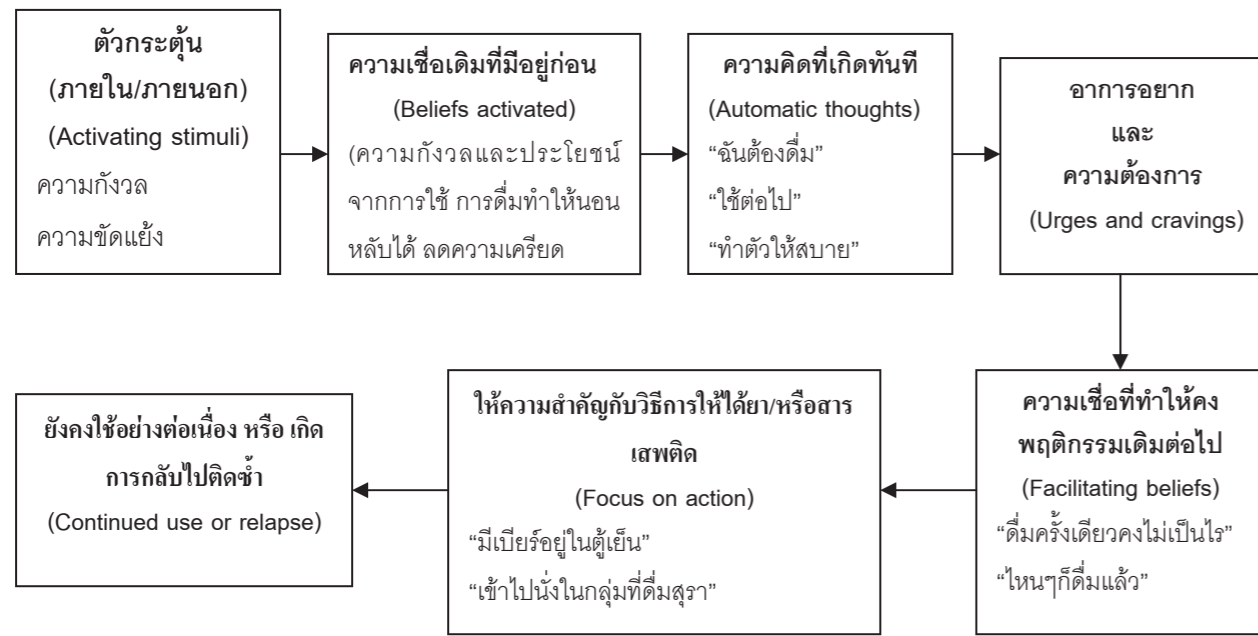 ตัวกระตุ้น
(ภายใน/ภายนอก)
(Activating stimuli)
ความกังวล
ความขัดแย้ง
ความเชื่อเดิมที่มีอยู่ก่อน
(Beliefs activated)
(ความกังวลและประโยชน์
จากการใช้ การดื่มทำให้นอน
หลับได้ ลดความเครียด
ความคิดที่เกิดทันที
(Automatic thoughts)
“ฉันต้องดื่ม”
“ใช้ต่อไป”
“ทำตัวให้สบาย”
อาการอยาก
และ
ความต้องการ
(Urges and cravings)
ความเชื่อที่ทำให้คง
พฤติกรรมเดิมต่อไป
(Facilitating beliefs)
“ดื่มครั้งเดียวคงไม่เป็นไร”
“ไหนๆก็ดื่มแล้ว”
ให้ความสำคัญกับวิธีการให้ได้ยา/หรือสาร
เสพติด
(Focus on action)
“มีเบียร์อยู่ในตู้เย็น”
“เข้าไปนั่งในกลุ่มที่ดื่มสุรา”
ยังคงใช้อย่างต่อเนื่อง หรือ เกิด
การกลับไปติดซ้ำ
(Continued use or relapse)